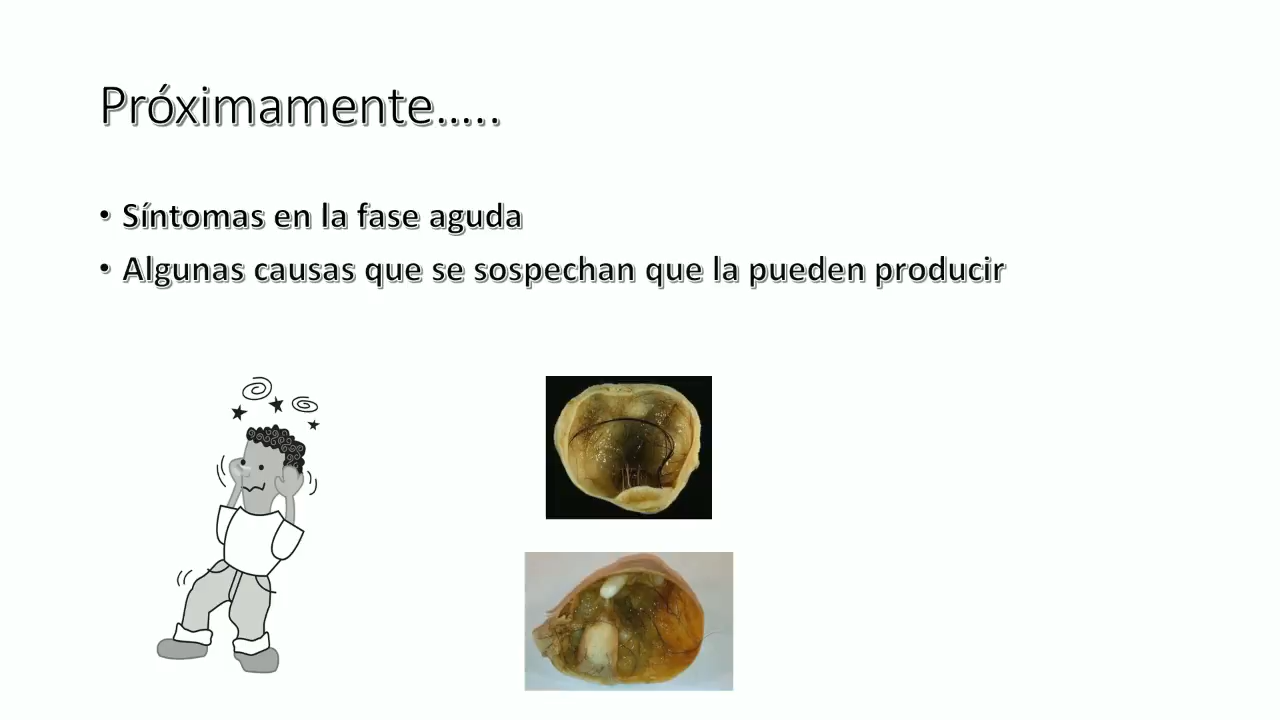 Próximamente.....
• Síntomas en la fase aguda
• Algunas causas que se sospechan que la pueden producir